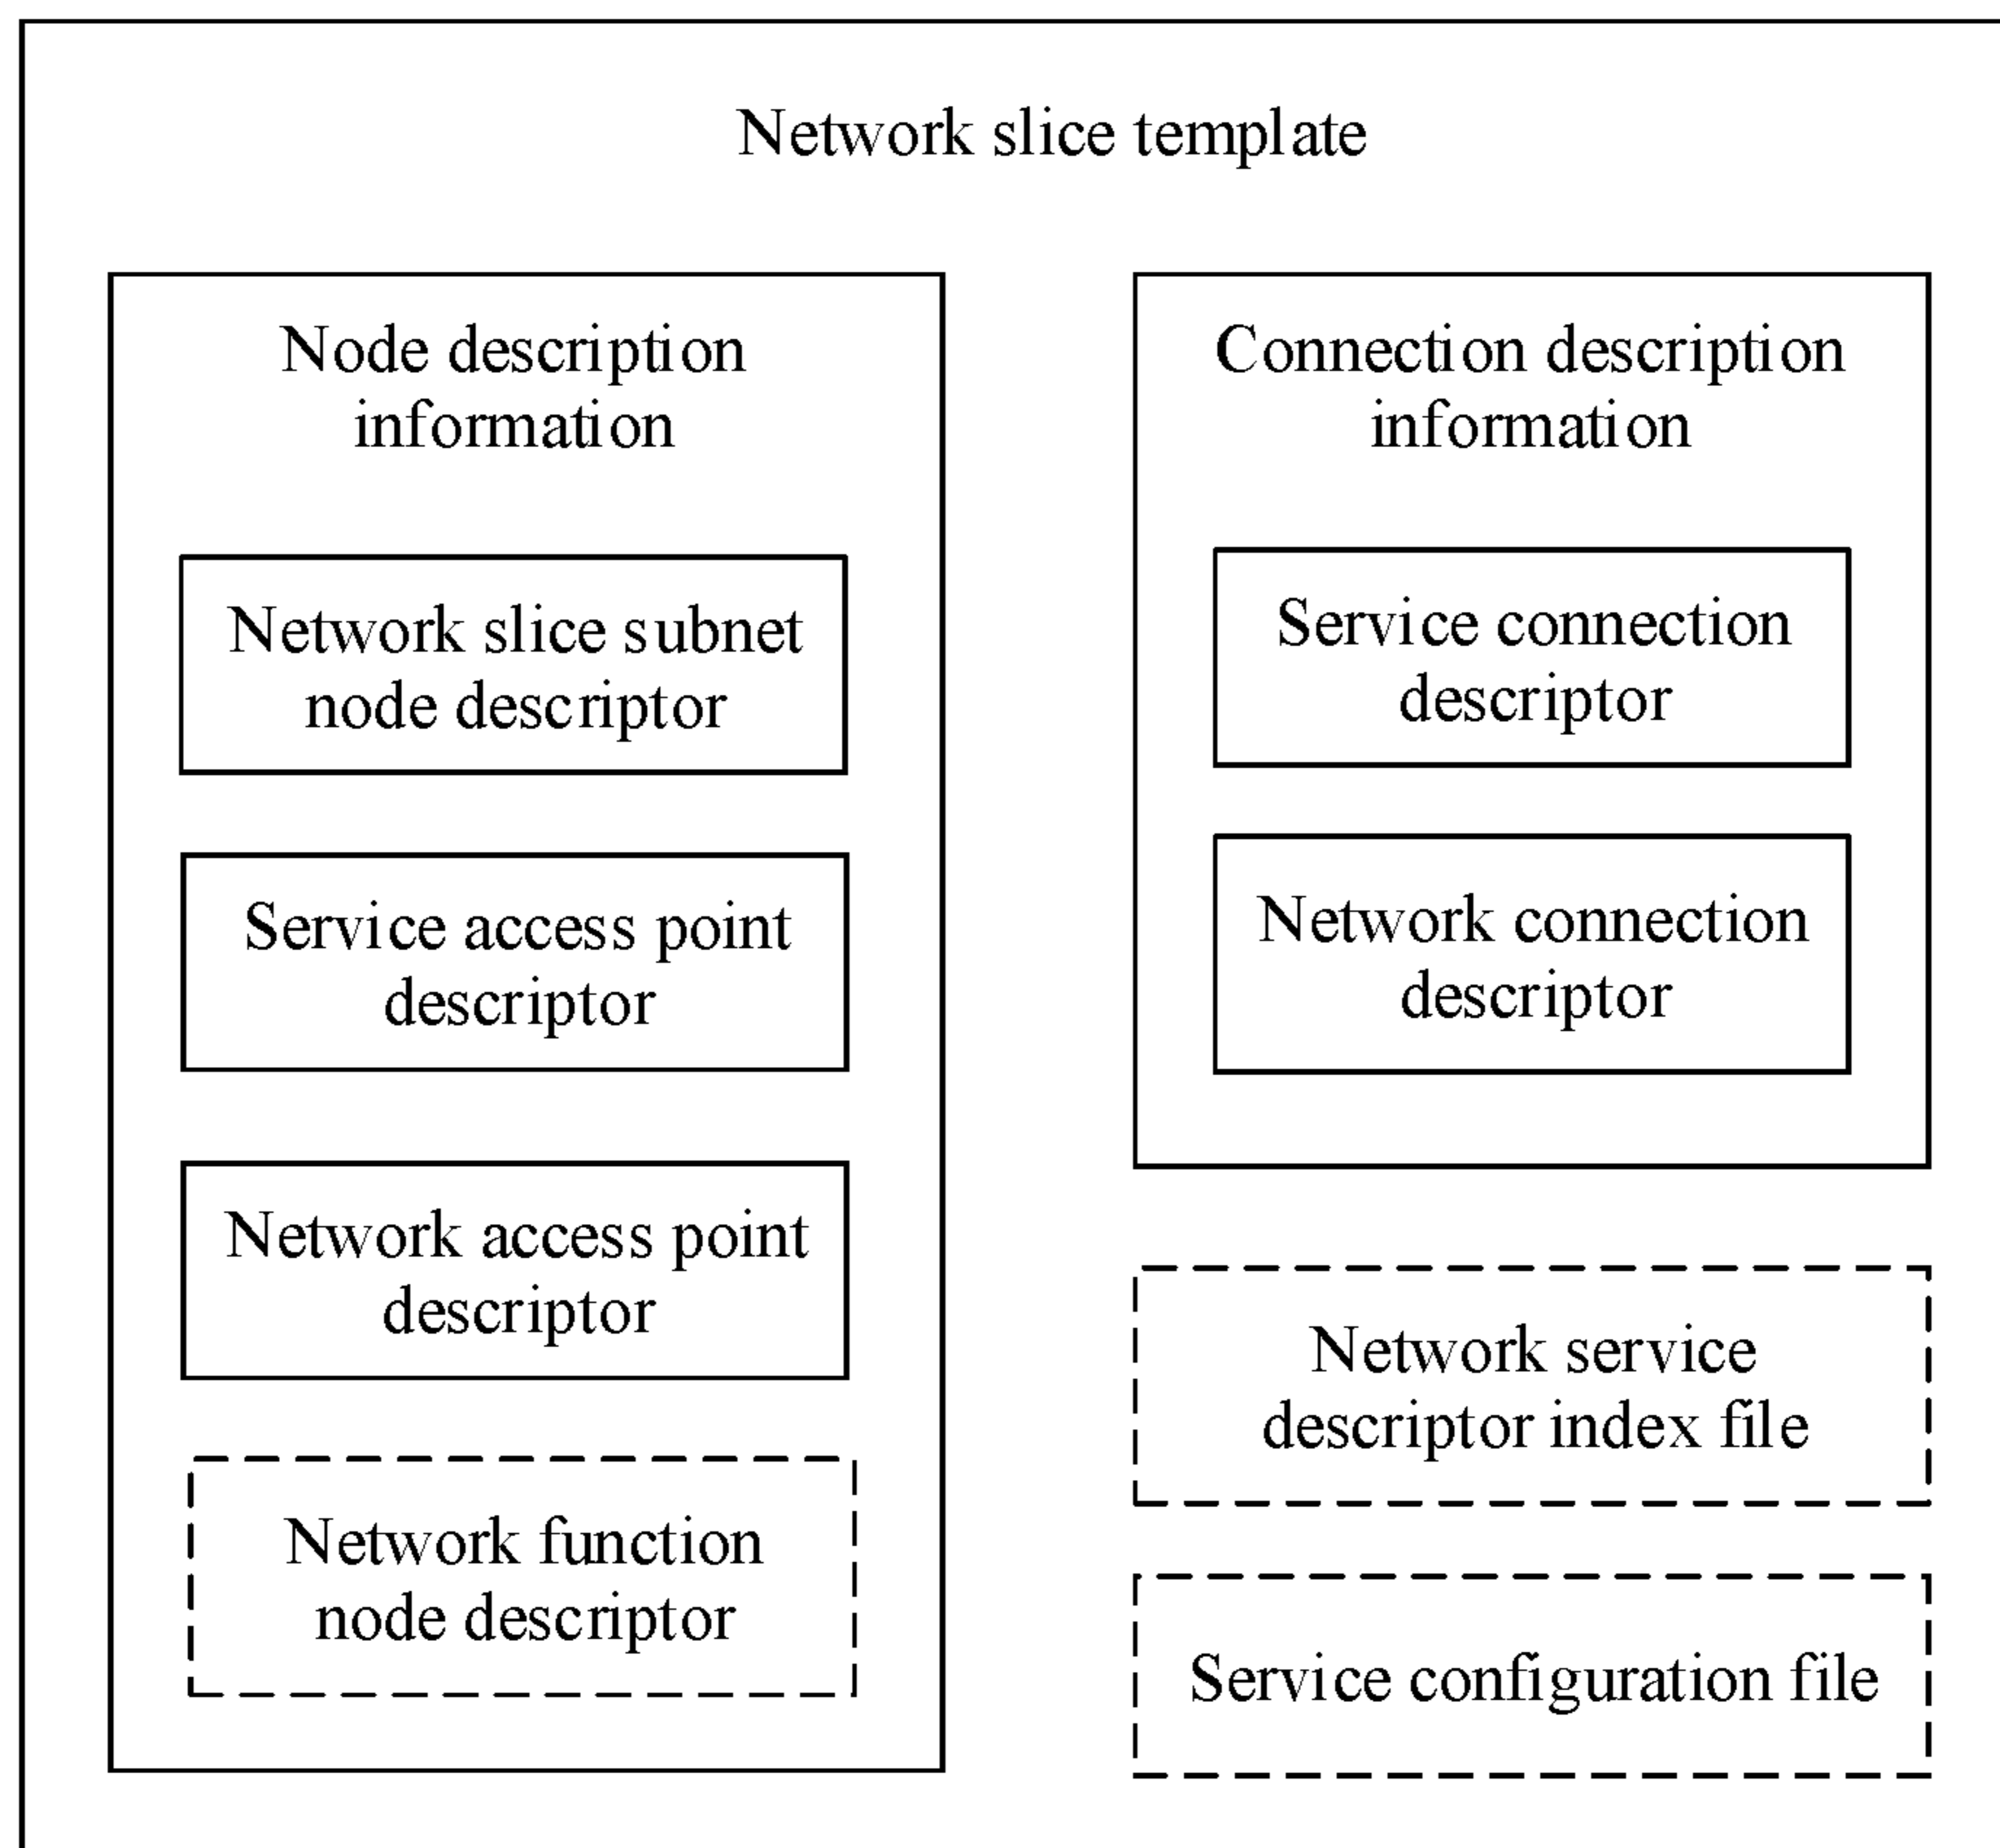 Network slice template
Node description
information
Network slice subnet
node descriptor
Service access point
descriptor
Network access point
descriptor
Network function
node descriptor
Connection description
information
Service connection
descriptor
Network connection
descriptor
Network service
descriptor index file
Service configuration file